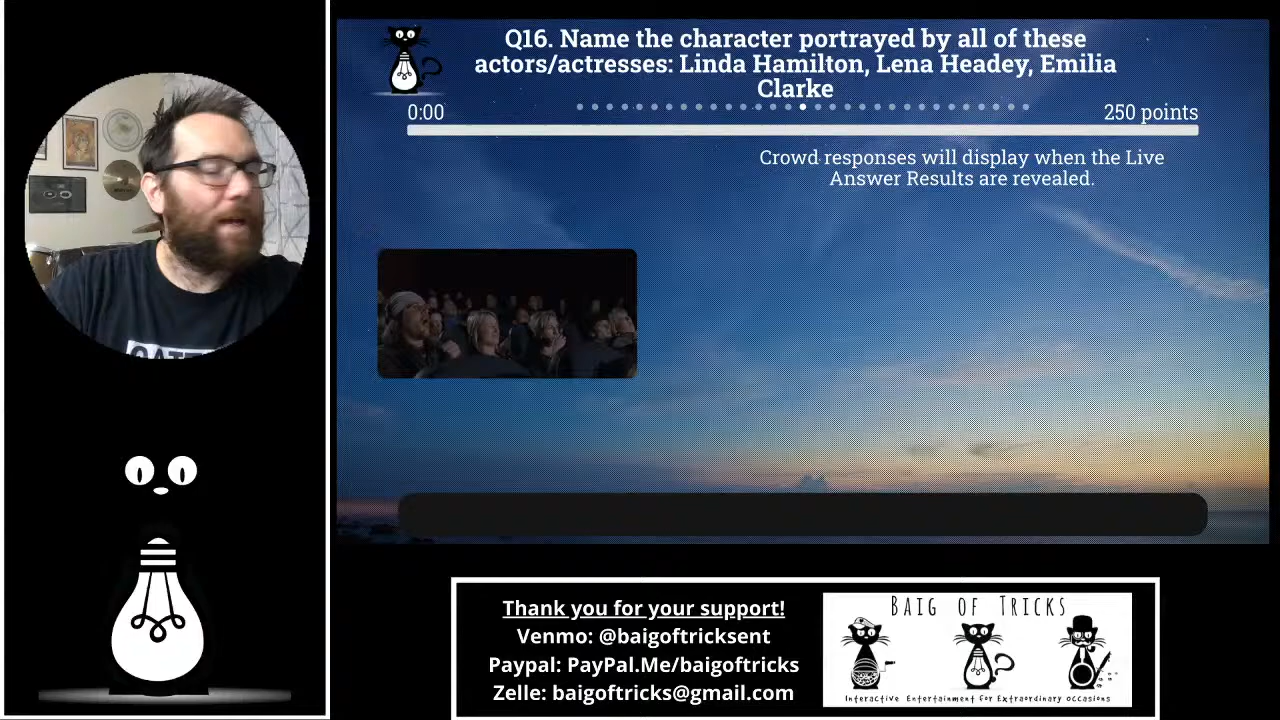 Q16. Name the character portrayed by all of these
actors/actresses: Linda Hamilton, Lena Headey, Emilia
Clarke
0:00
250 points
Crowd responses will display when the Live
Answer Results are revealed.
Thank you for your support!
Venmo: @baigoftricksent
Paypal: PayPal.Me/baigoftricks
Zelle: baigoftricks@gmail.com
BAIG OF TRICKS
Interactive Entertainment for Extraordinary occasions